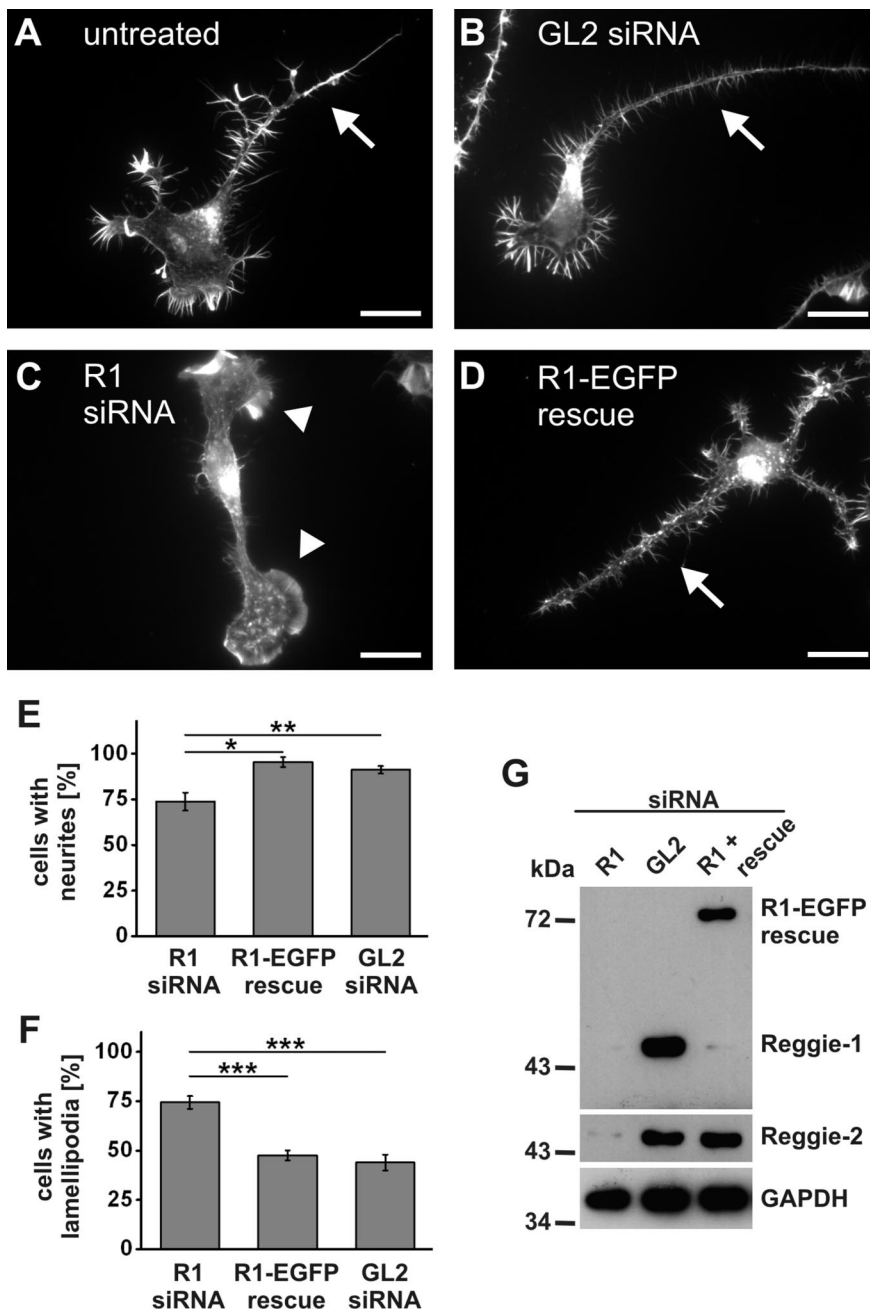 A untreated
B GL2 siRNA
C R1
siRNA
D R1-EGFP
rescue
E
cells with
neurites [%]
100
75
50
25
0
*
**
R1
siRNA
R1-EGFP
rescue
GL2
siRNA
F
cells with
lamellipodia [%]
100
75
50
25
0
***
***
R1
siRNA
R1-EGFP
rescue
GL2
siRNA
G
siRNA
kDa
R1
GL2
R1 +
rescue
72
R1-EGFP
rescue
43
Reggie-1
43
Reggie-2
34
GAPDH